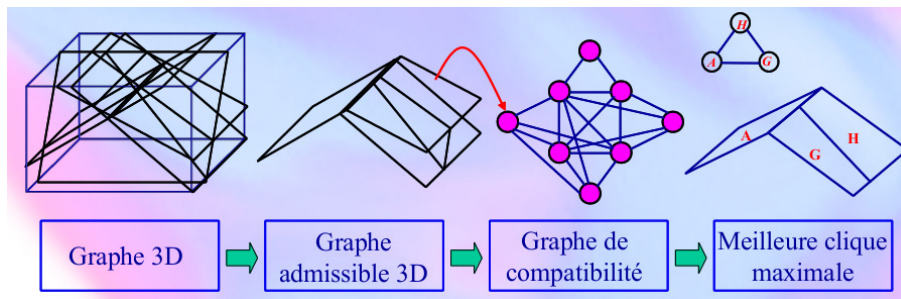 H
A
G
A
G
H
Graphe 3D
Graphe
admissible 3D
Graphe de
compatibilité
Meilleure clique
maximale